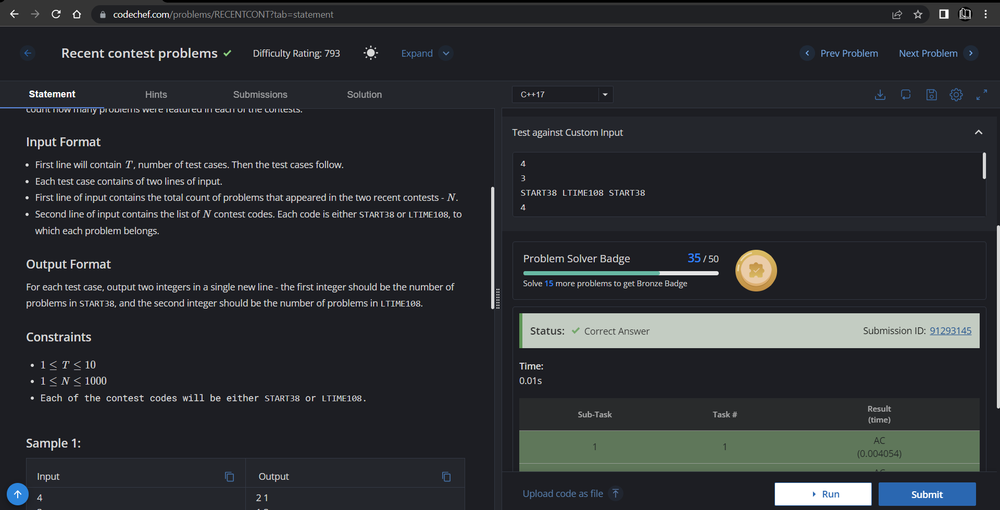 codechef.com/problems/RECENTCONT?tab=statement
Recent contest problems
Difficulty Rating: 793
Expand
Prev Problem
Next Problem
Statement
Hints
Submissions
Solution
count how many problems were featured in each of the contests.
Input Format
• First line will contain T, number of test cases. Then the test cases follow.
• Each test case contains of two lines of input.
• First line of input contains the total count of problems that appeared in the two recent contests - N.
• Second line of input contains the list of N contest codes. Each code is either START38 or LTIME108, to
which each problem belongs.
Output Format
For each test case, output two integers in a single new line - the first integer should be the number of
problems in START38, and the second integer should be the number of problems in LTIME108.
Constraints
• 1 ≤ T ≤ 10
• 1 ≤ N ≤ 1000
• Each of the contest codes will be either START38 or LTIME108.
Sample 1:
Input
Output
4
2 1
C++17
Test against Custom Input
4
3
START38 LTIME108 START38
4
Problem Solver Badge
35 / 50
Solve 15 more problems to get Bronze Badge
Status: Correct Answer
Submission ID: 91293145
Time:
0.01s
Sub-Task
Task #
Result
(time)
1
1
AC
(0.004054)
AC
Upload code as file
Run
Submit